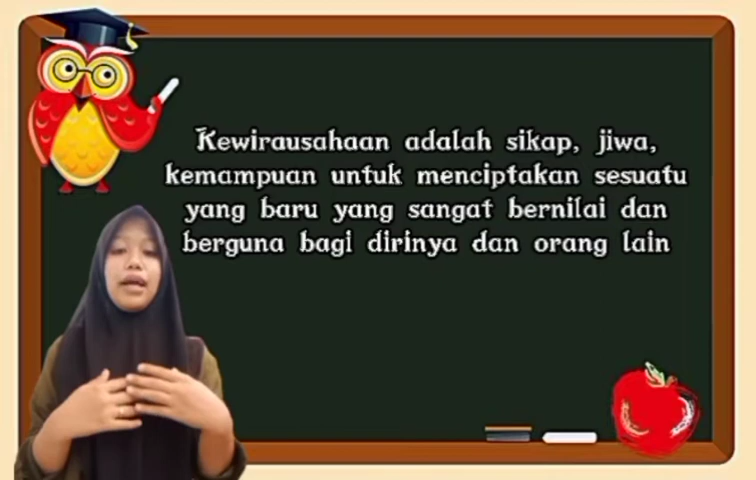 Kewirausahaan adalah sikap, jiwa,
kemampuan untuk menciptakan sesuatu
yang baru yang sangat bernilai dan
berguna bagi dirinya dan orang lain